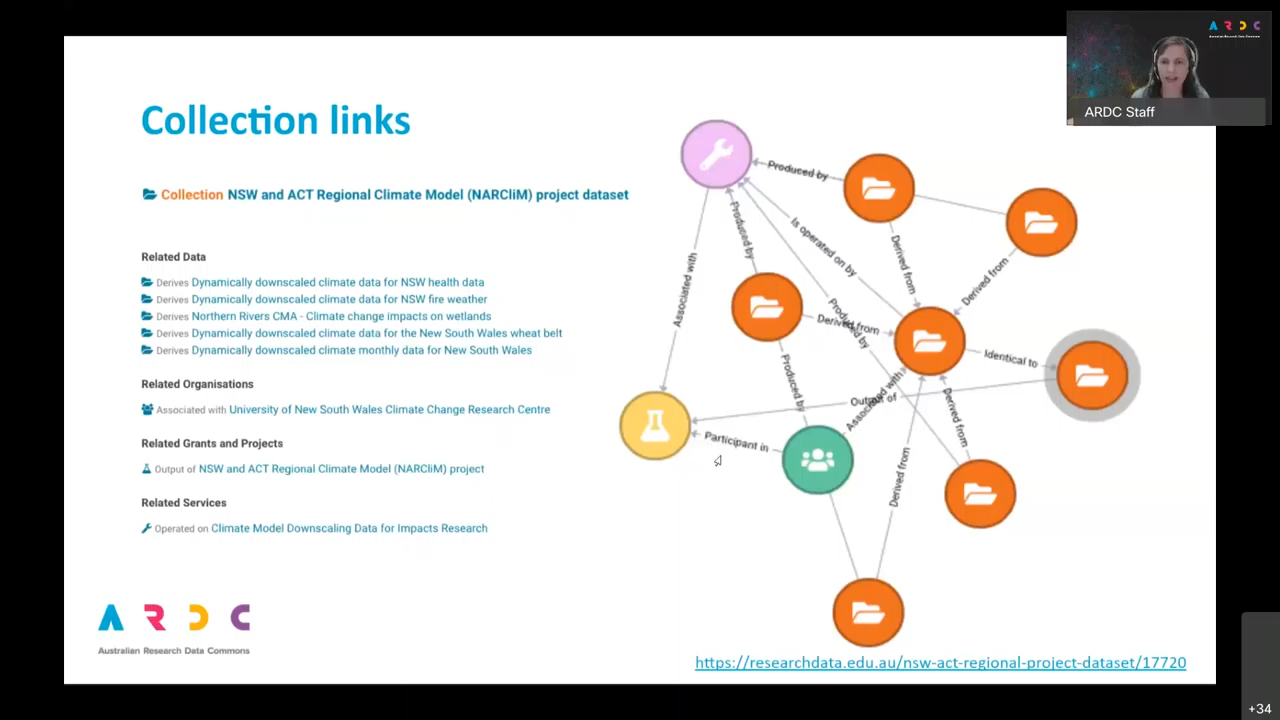 A R D C
Australian Research Data Commons
ARDC Staff
Collection links
Collection NSW and ACT Regional Climate Model (NARCliM) project dataset
Related Data
Derives Dynamically downscaled climate data for NSW health data
Derives Dynamically downscaled climate data for NSW fire weather
Derives Northern Rivers CMA - Climate change impacts on wetlands
Derives Dynamically downscaled climate data for the New South Wales wheat belt
Derives Dynamically downscaled climate monthly data for New South Wales
Related Organisations
Associated with University of New South Wales Climate Change Research Centre
Related Grants and Projects
Output of NSW and ACT Regional Climate Model (NARCliM) project
Related Services
Operated on Climate Model Downscaling Data for Impacts Research
Produced by
Produced by
Is operated on by
Derived from
Derived from
Associated with
Produced by
Derived from
Identical to
Produced by
Output of
Associated with
Derived from
Participant in
Derived from
A R D C
Australian Research Data Commons
https://researchdata.edu.au/nsw-act-regional-project-dataset/17720
+34